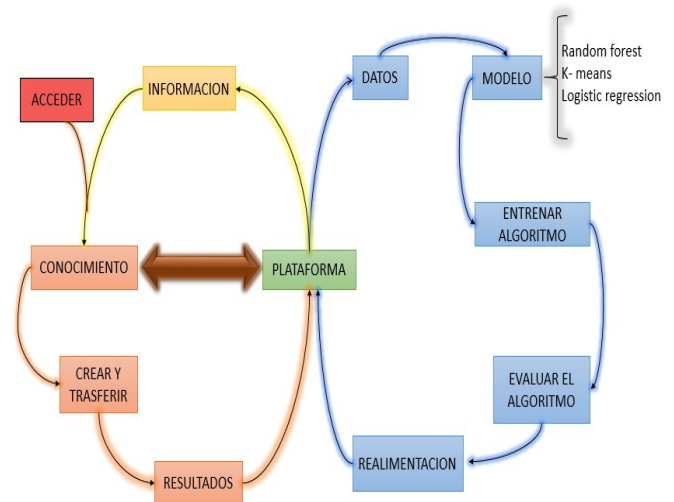 ACCEDER
INFORMACION
DATOS
MODELO
Random forest
K- means
Logistic regression
ENTRENAR
ALGORITMO
CONOCIMIENTO
PLATAFORMA
CREAR Y
TRASFERIR
EVALUAR EL
ALGORITMO
RESULTADOS
REALIMENTACION